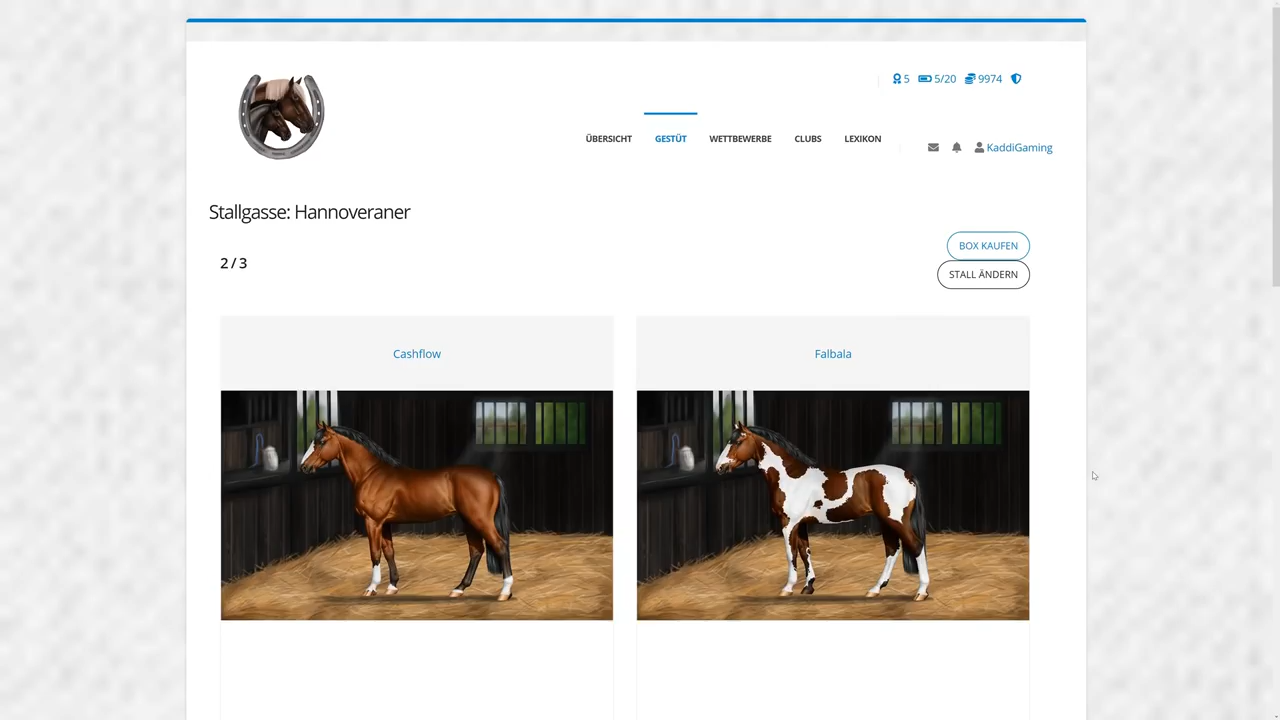 5 5/20 9974
ÜBERSICHT GESTÜT WETTBEWERBE CLUBS LEXIKON
KaddiGaming
Stallgasse: Hannoveraner
2 / 3
BOX KAUFEN
STALL ÄNDERN
Cashflow
Falbala